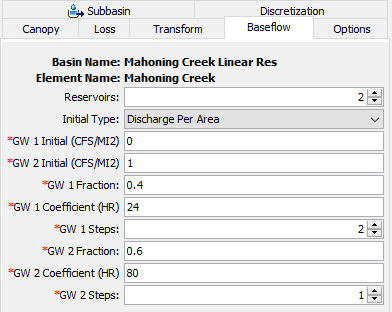 Subbasin Discretization
Canopy Loss Transform Baseflow Options
Basin Name: Mahoning Creek Linear Res
Element Name: Mahoning Creek
Reservoirs: 2
Initial Type: Discharge Per Area
*GW 1 Initial (CFS/MI2) 0
*GW 2 Initial (CFS/MI2) 1
*GW 1 Fraction: 0.4
*GW 1 Coefficient (HR) 24
*GW 1 Steps: 2
*GW 2 Fraction: 0.6
*GW 2 Coefficient (HR) 80
*GW 2 Steps: 1